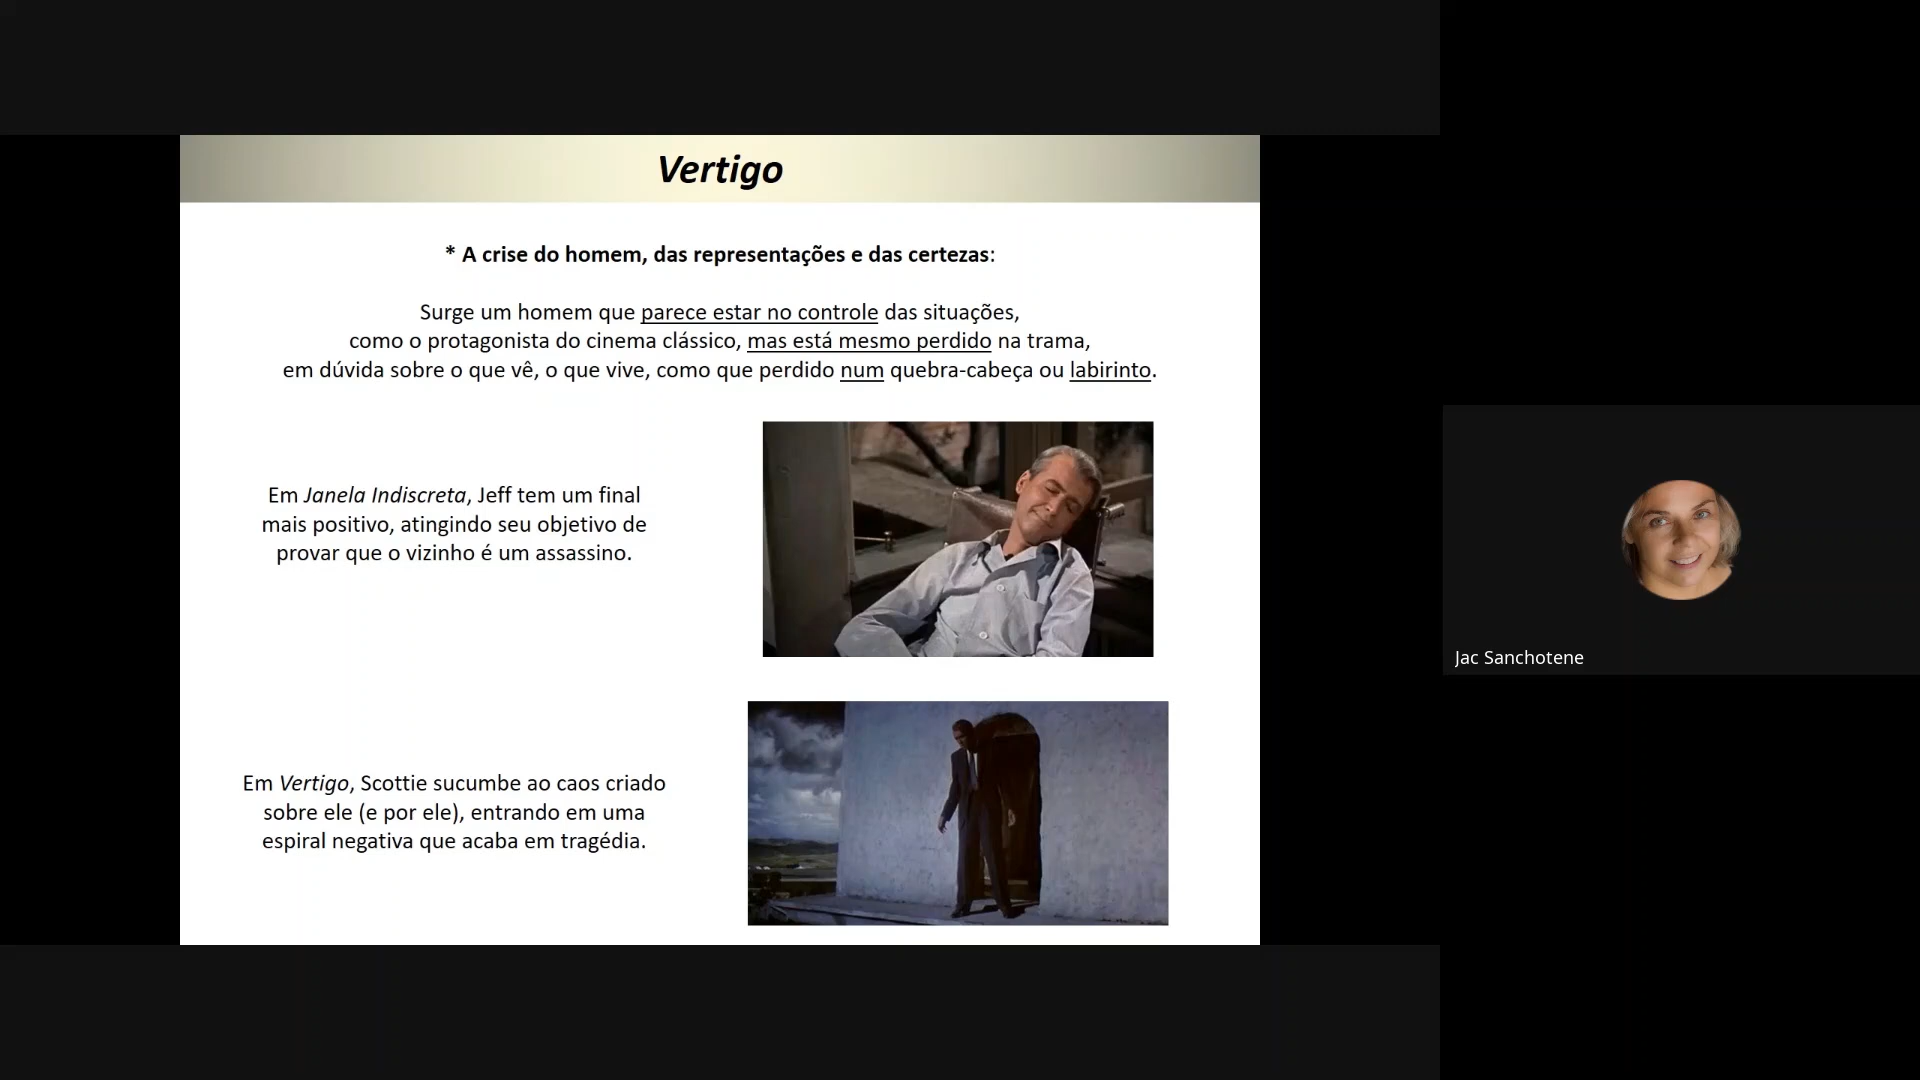 Vertigo
* A crise do homem, das representações e das certezas:
Surge um homem que parece estar no controle das situações,
como o protagonista do cinema clássico, mas está mesmo perdido na trama,
em dúvida sobre o que vê, o que vive, como que perdido num quebra-cabeça ou labirinto.
Em Janela Indiscreta, Jeff tem um final
mais positivo, atingindo seu objetivo de
provar que o vizinho é um assassino.
Em Vertigo, Scottie sucumbe ao caos criado
sobre ele (e por ele), entrando em uma
espiral negativa que acaba em tragédia.
Jac Sanchotene